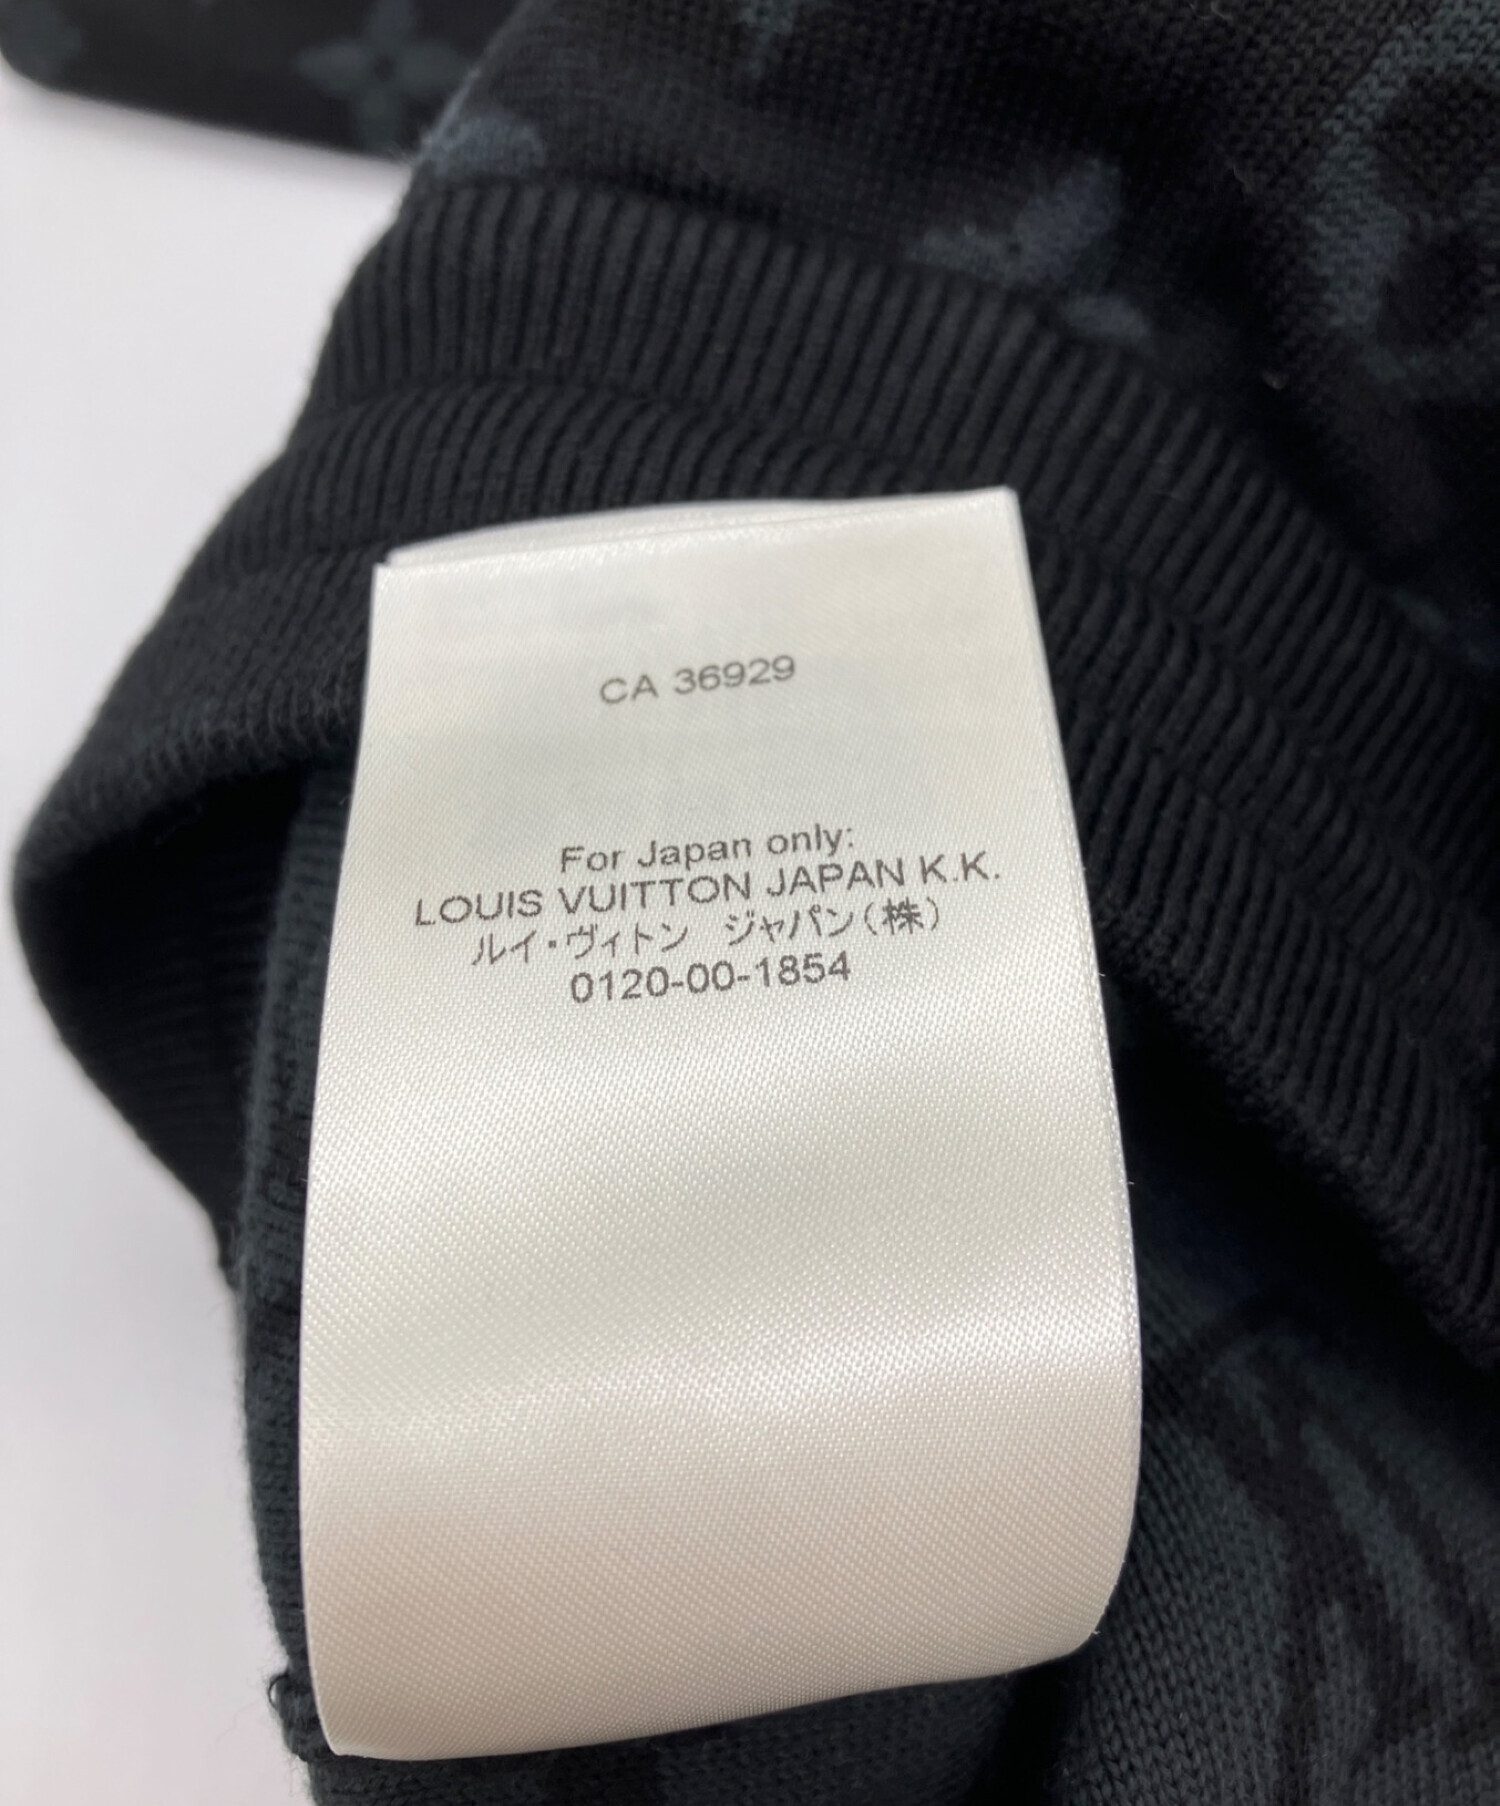 CA 36929
For Japan only:
LOUIS VUITTON JAPAN K.K.
ルイ・ヴィトン　ジャパン(株)
0120-00-1854